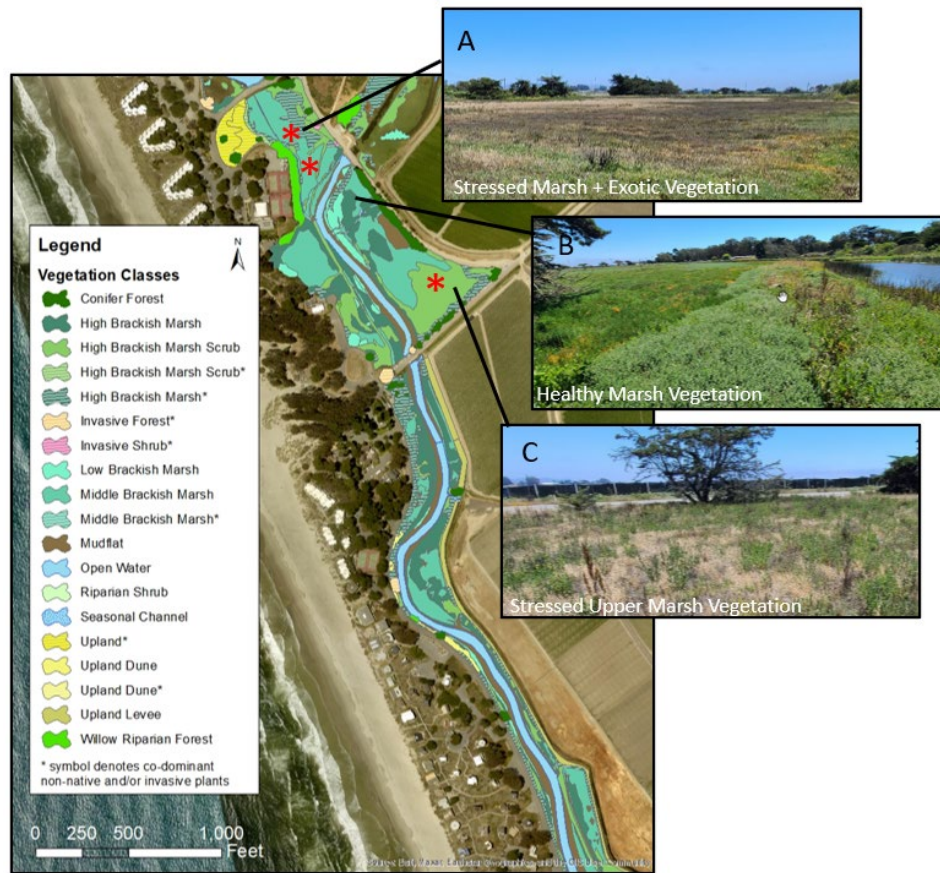 A
Stressed Marsh + Exotic Vegetation
B
Healthy Marsh Vegetation
C
Stressed Upper Marsh Vegetation
Legend
N
Vegetation Classes
Conifer Forest
High Brackish Marsh
High Brackish Marsh Scrub
High Brackish Marsh Scrub*
High Brackish Marsh*
Invasive Forest*
Invasive Shrub*
Low Brackish Marsh
Middle Brackish Marsh
Middle Brackish Marsh*
Mudflat
Open Water
Riparian Shrub
Seasonal Channel
Upland*
Upland Dune
Upland Dune*
Upland Levee
Willow Riparian Forest
* symbol denotes co-dominant
non-native and/or invasive plants
0 250 500 1,000
Feet